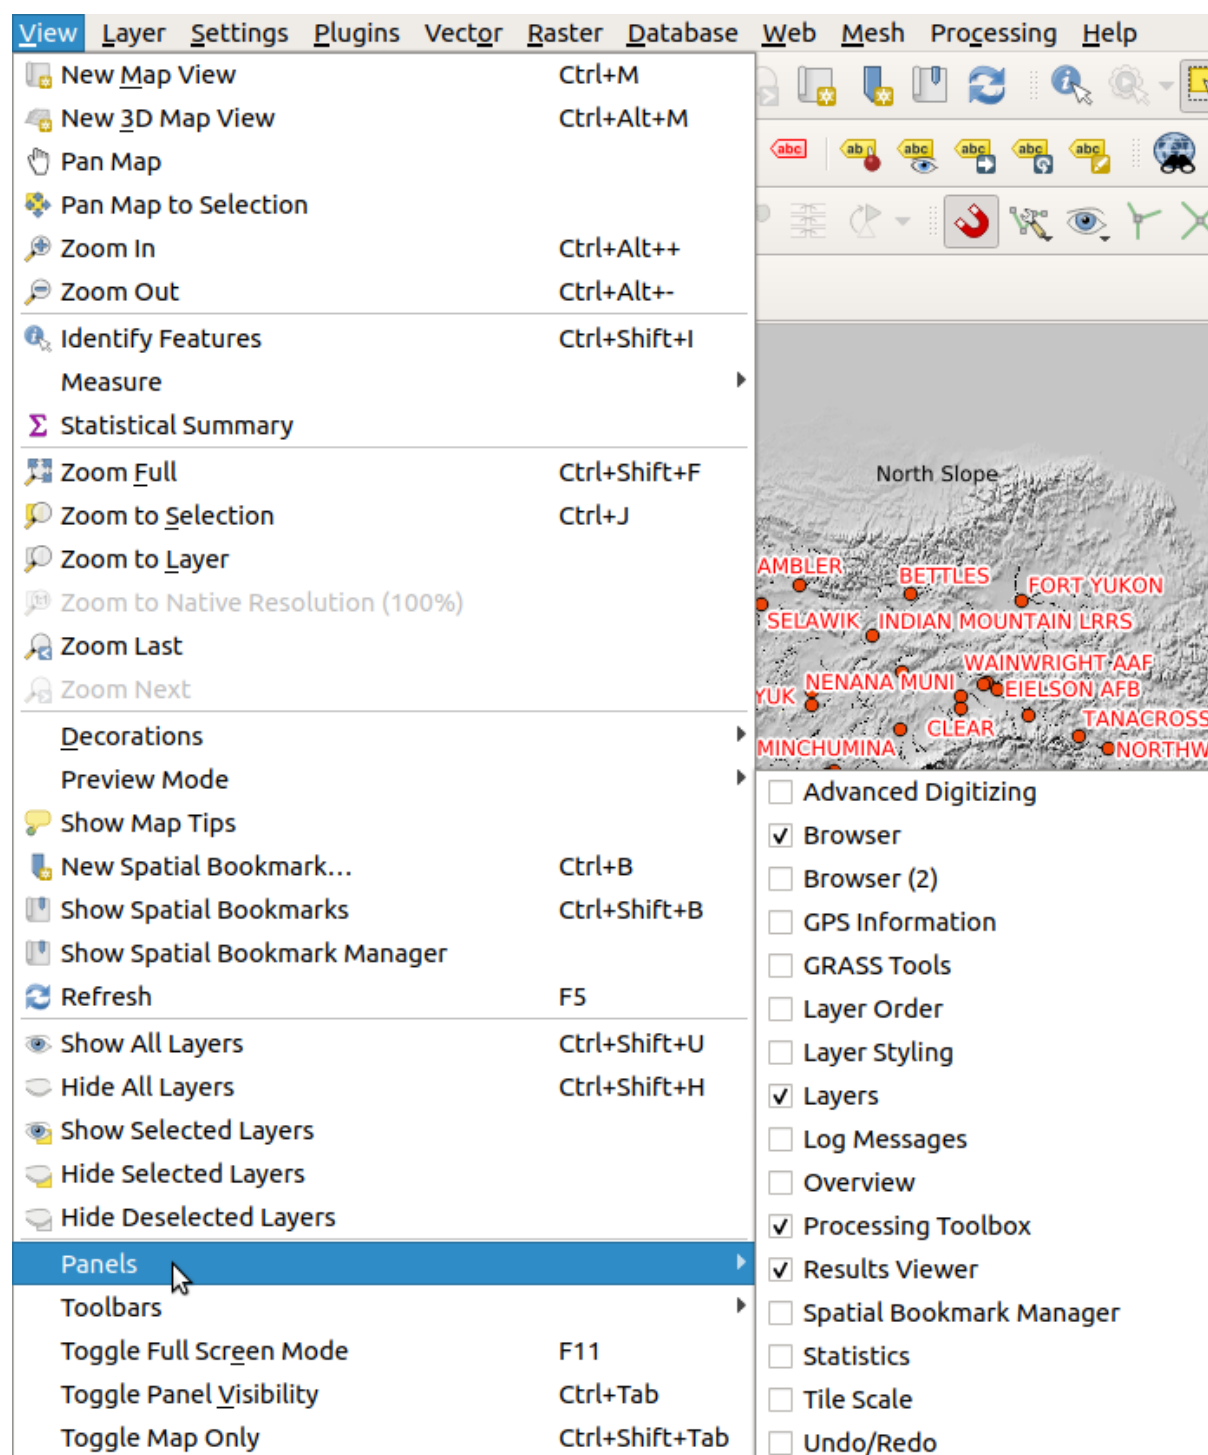 View Layer Settings Plugins Vector Raster Database Web Mesh Processing Help
New Map View Ctrl+M
New 3D Map View Ctrl+Alt+M
Pan Map
Pan Map to Selection
Zoom In Ctrl+Alt++
Zoom Out Ctrl+Alt+-
Identify Features Ctrl+Shift+I
Measure
Statistical Summary
Zoom Full Ctrl+Shift+F
Zoom to Selection Ctrl+J
Zoom to Layer
Zoom to Native Resolution (100%)
Zoom Last
Zoom Next
Decorations
Preview Mode
Show Map Tips
New Spatial Bookmark... Ctrl+B
Show Spatial Bookmarks Ctrl+Shift+B
Show Spatial Bookmark Manager
Refresh F5
Show All Layers Ctrl+Shift+U
Hide All Layers Ctrl+Shift+H
Show Selected Layers
Hide Selected Layers
Hide Deselected Layers
Panels
Toolbars
Toggle Full Screen Mode F11
Toggle Panel Visibility Ctrl+Tab
Toggle Map Only Ctrl+Shift+Tab
abc ab abc abc abc abc
North Slope
AMBLER
BETTLES
FORT YUKON
SELAWIK INDIAN MOUNTAIN LRRS
WAINWRIGHT AAF
NENANA MUNI
YUK
EIELSON AFB
CLEAR
TANACROSS
MINCHUMINA
NORTHW
Advanced Digitizing
Browser
Browser (2)
GPS Information
GRASS Tools
Layer Order
Layer Styling
Layers
Log Messages
Overview
Processing Toolbox
Results Viewer
Spatial Bookmark Manager
Statistics
Tile Scale
Undo/Redo